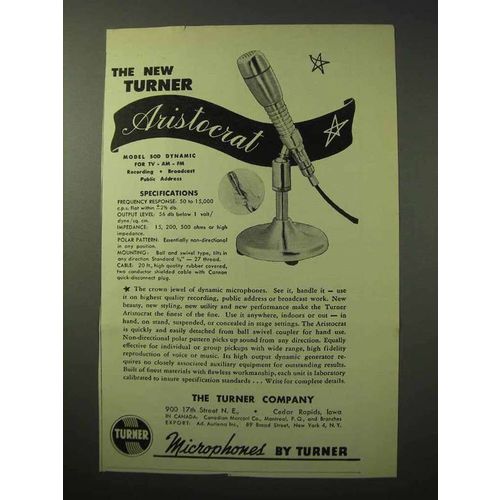 THE NEW
TURNER
Aristocrat
MODEL 50D DYNAMIC
FOR TV - AM - FM
Recording • Broadcast
Public Address
SPECIFICATIONS
FREQUENCY RESPONSE: 50 to 15,000
c.p.s. flat within ±2½ db.
OUTPUT LEVEL: 56 db below 1 volt/
dyne/sq. cm.
IMPEDANCE: 15, 200, 500 ohms or high
impedance.
POLAR PATTERN: Essentially non-directional
in any position.
MOUNTING: Ball and swivel type, tilts in
any direction Standard ⅝" — 27 thread.
CABLE: 20 ft. high quality rubber covered,
two conductor shielded cable with Cannon
quick-disconnect plug.
★ The crown jewel of dynamic microphones. See it, handle it — use
it on highest quality recording, public address or broadcast work. New
beauty, new styling, new utility and new performance make the Turner
Aristocrat the finest of the fine. Use it anywhere, indoors or out — in
hand, on stand, suspended, or concealed in stage settings. The Aristocrat
is quickly and easily detached from ball swivel coupler for hand use.
Non-directional polar pattern picks up sound from any direction. Equally
effective for individual or group pickups with wide range, high fidelity
reproduction of voice or music. Its high output dynamic generator re-
quires no closely associated auxiliary equipment for outstanding results.
Built of finest materials with flawless workmanship, each unit is laboratory
calibrated to insure specification standards . . . Write for complete details.
THE TURNER COMPANY
900 17th Street N. E., • Cedar Rapids, Iowa
IN CANADA: Canadian Marconi Co., Montreal, P. Q., and Branches
EXPORT: Ad. Auriema Inc., 89 Broad Street, New York 4, N. Y.
TURNER
Microphones BY TURNER